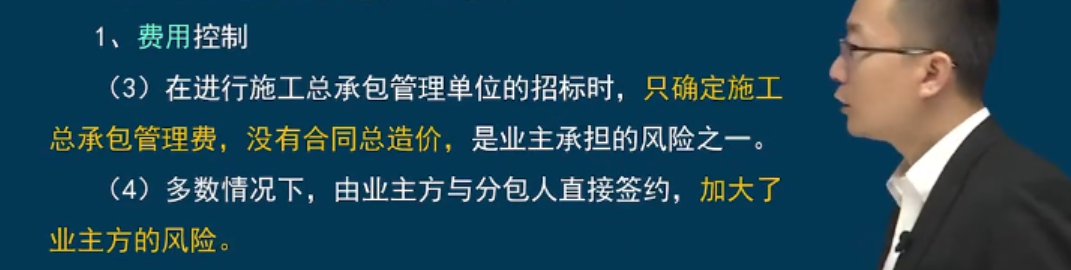 1、费用控制
（3）在进行施工总承包管理单位的招标时，只确定施工
总承包管理费，没有合同总造价，是业主承担的风险之一。
（4）多数情况下，由业主方与分包人直接签约，加大了
业主方的风险。